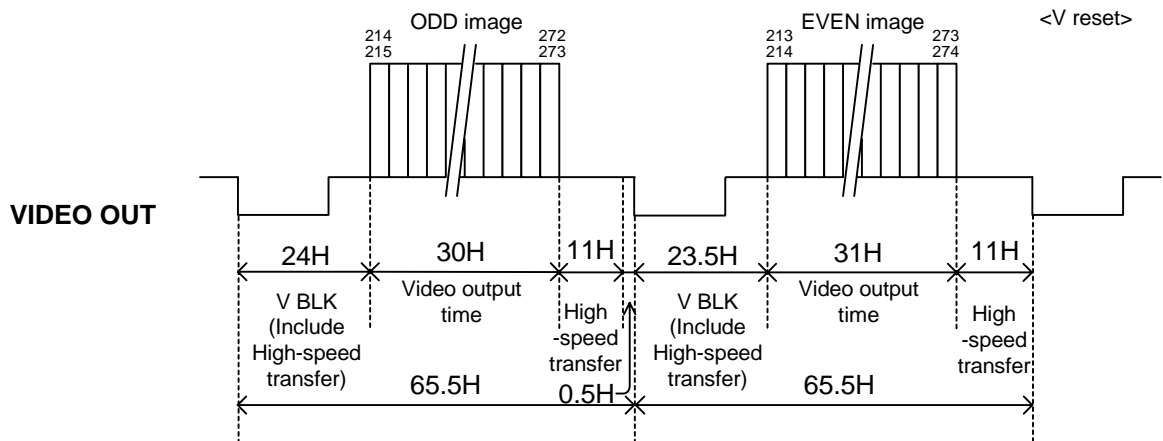 ODD image
EVEN image
<V reset>
214
215
272
273
213
214
273
274
VIDEO OUT
24H
30H
11H
23.5H
31H
11H
V BLK
(Include
High-speed
transfer)
Video output
time
High
-speed
transfer
V BLK
(Include
High-speed
transfer)
Video output
time
High
-speed
transfer
65.5H
0.5H
65.5H